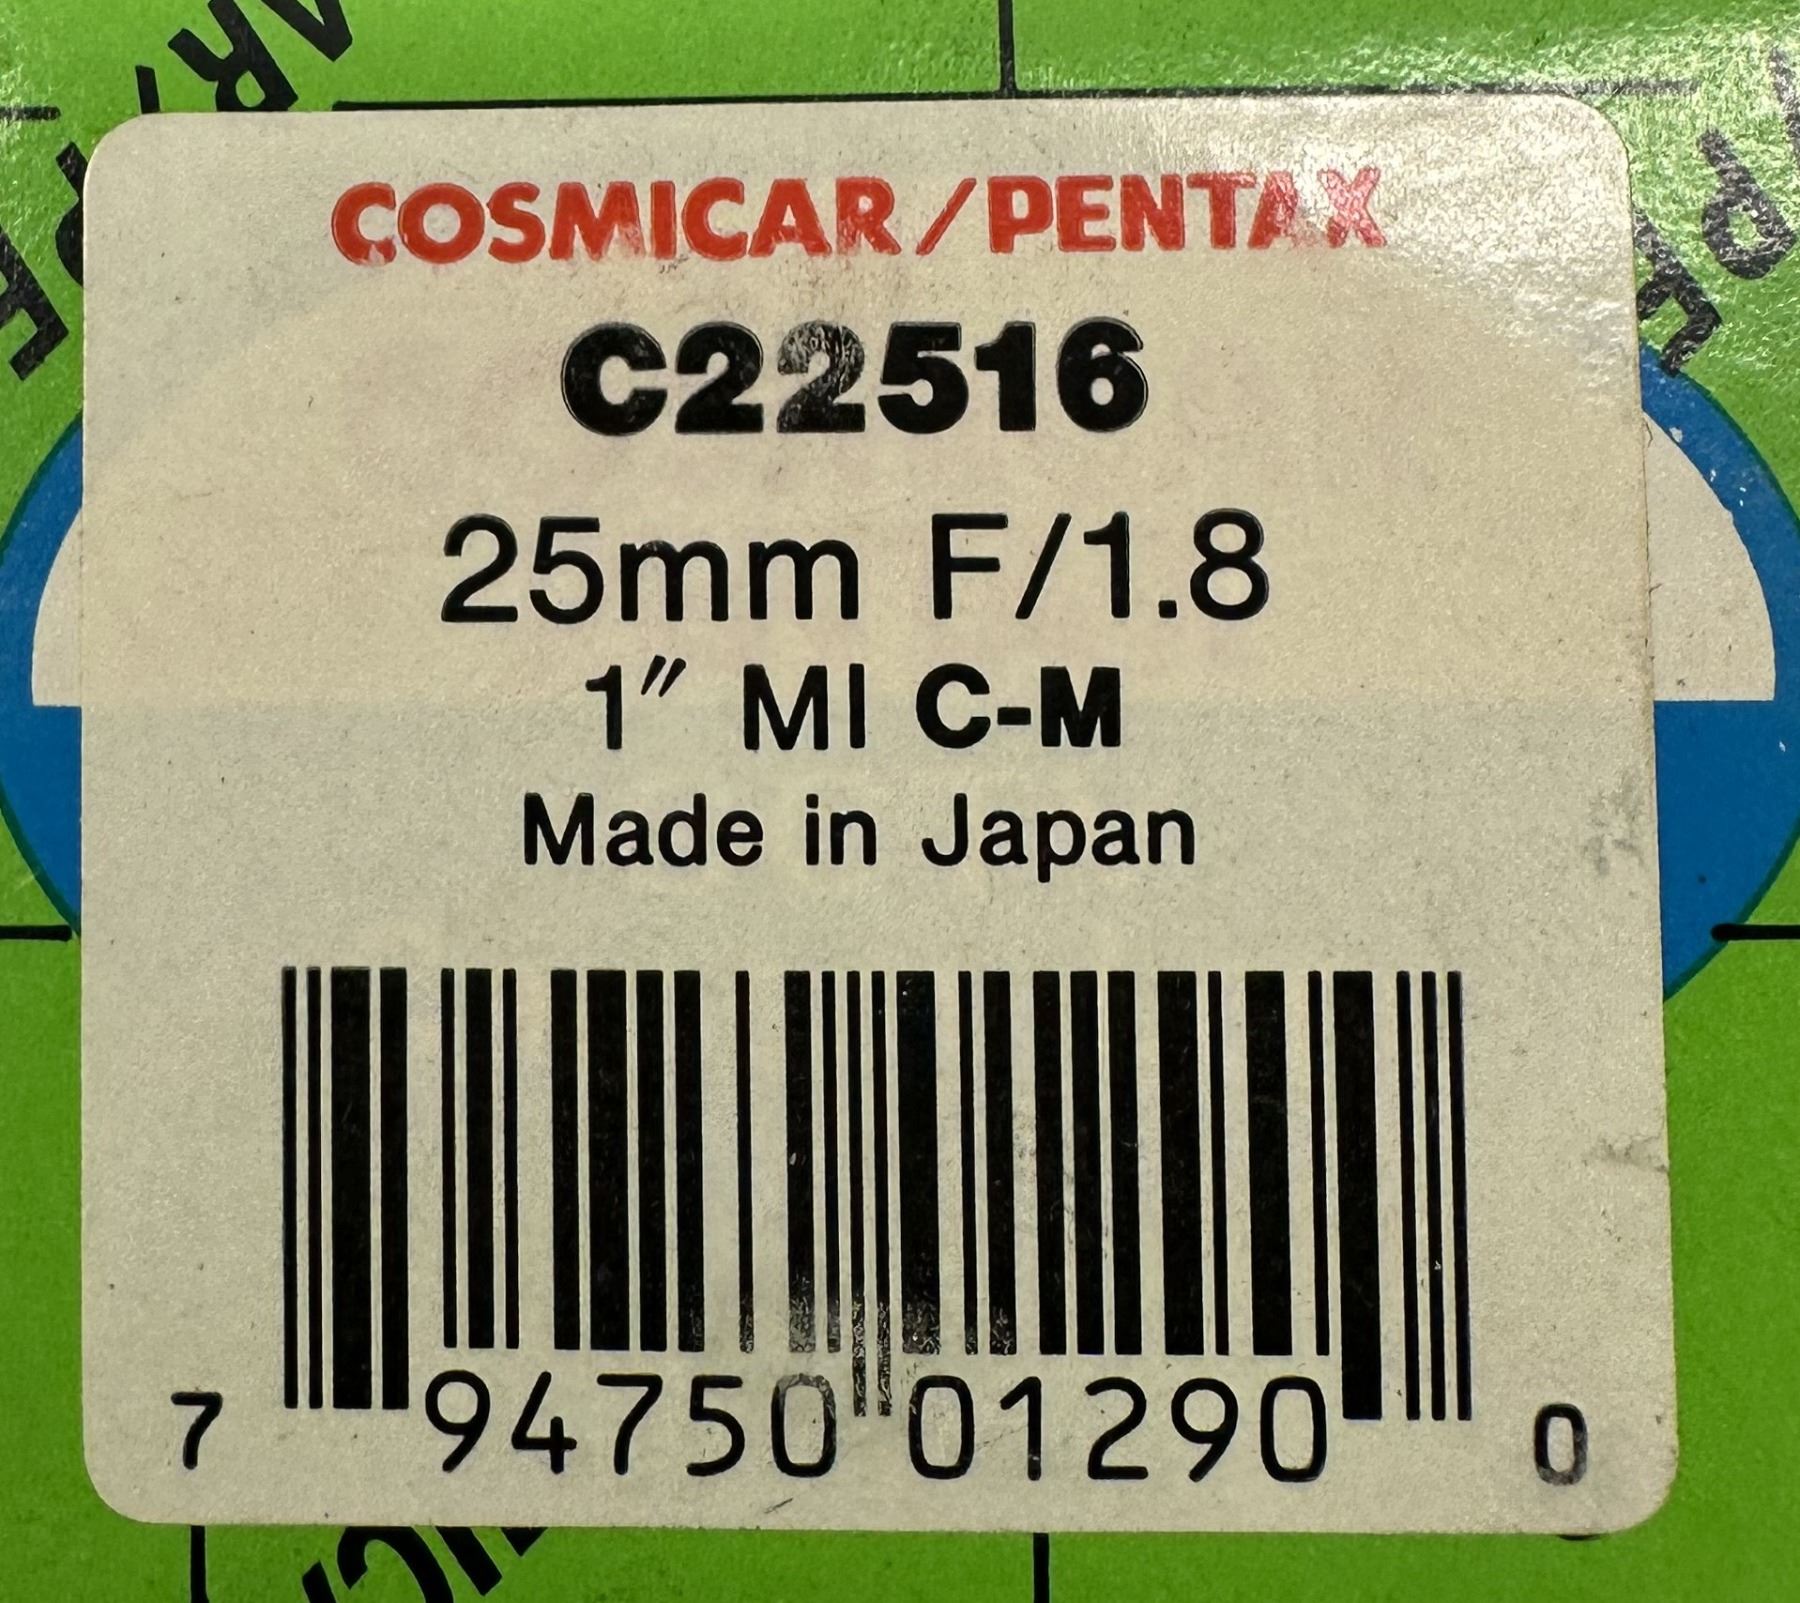 COSMICAR/PENTAX
C22516
25mm F/1.8
1″ MI C-M
Made in Japan
7 94750 01290 0